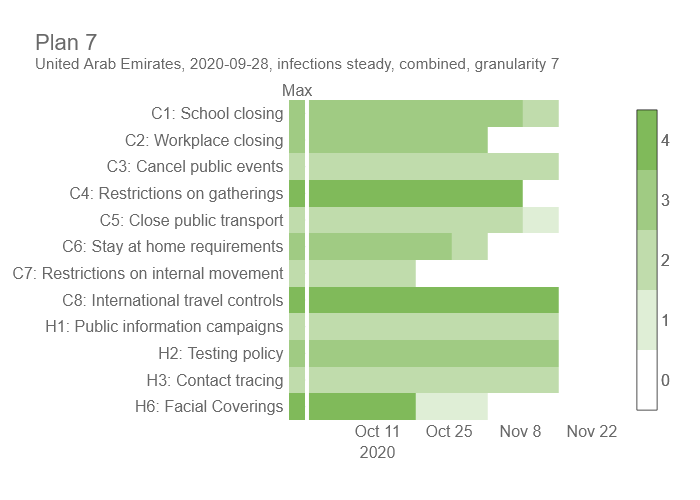 Plan 7
United Arab Emirates, 2020-09-28, infections steady, combined, granularity 7
Max
C1: School closing
C2: Workplace closing
C3: Cancel public events
C4: Restrictions on gatherings
C5: Close public transport
C6: Stay at home requirements
C7: Restrictions on internal movement
C8: International travel controls
H1: Public information campaigns
H2: Testing policy
H3: Contact tracing
H6: Facial Coverings
Oct 11 Oct 25 Nov 8 Nov 22
2020
4
3
2
1
0